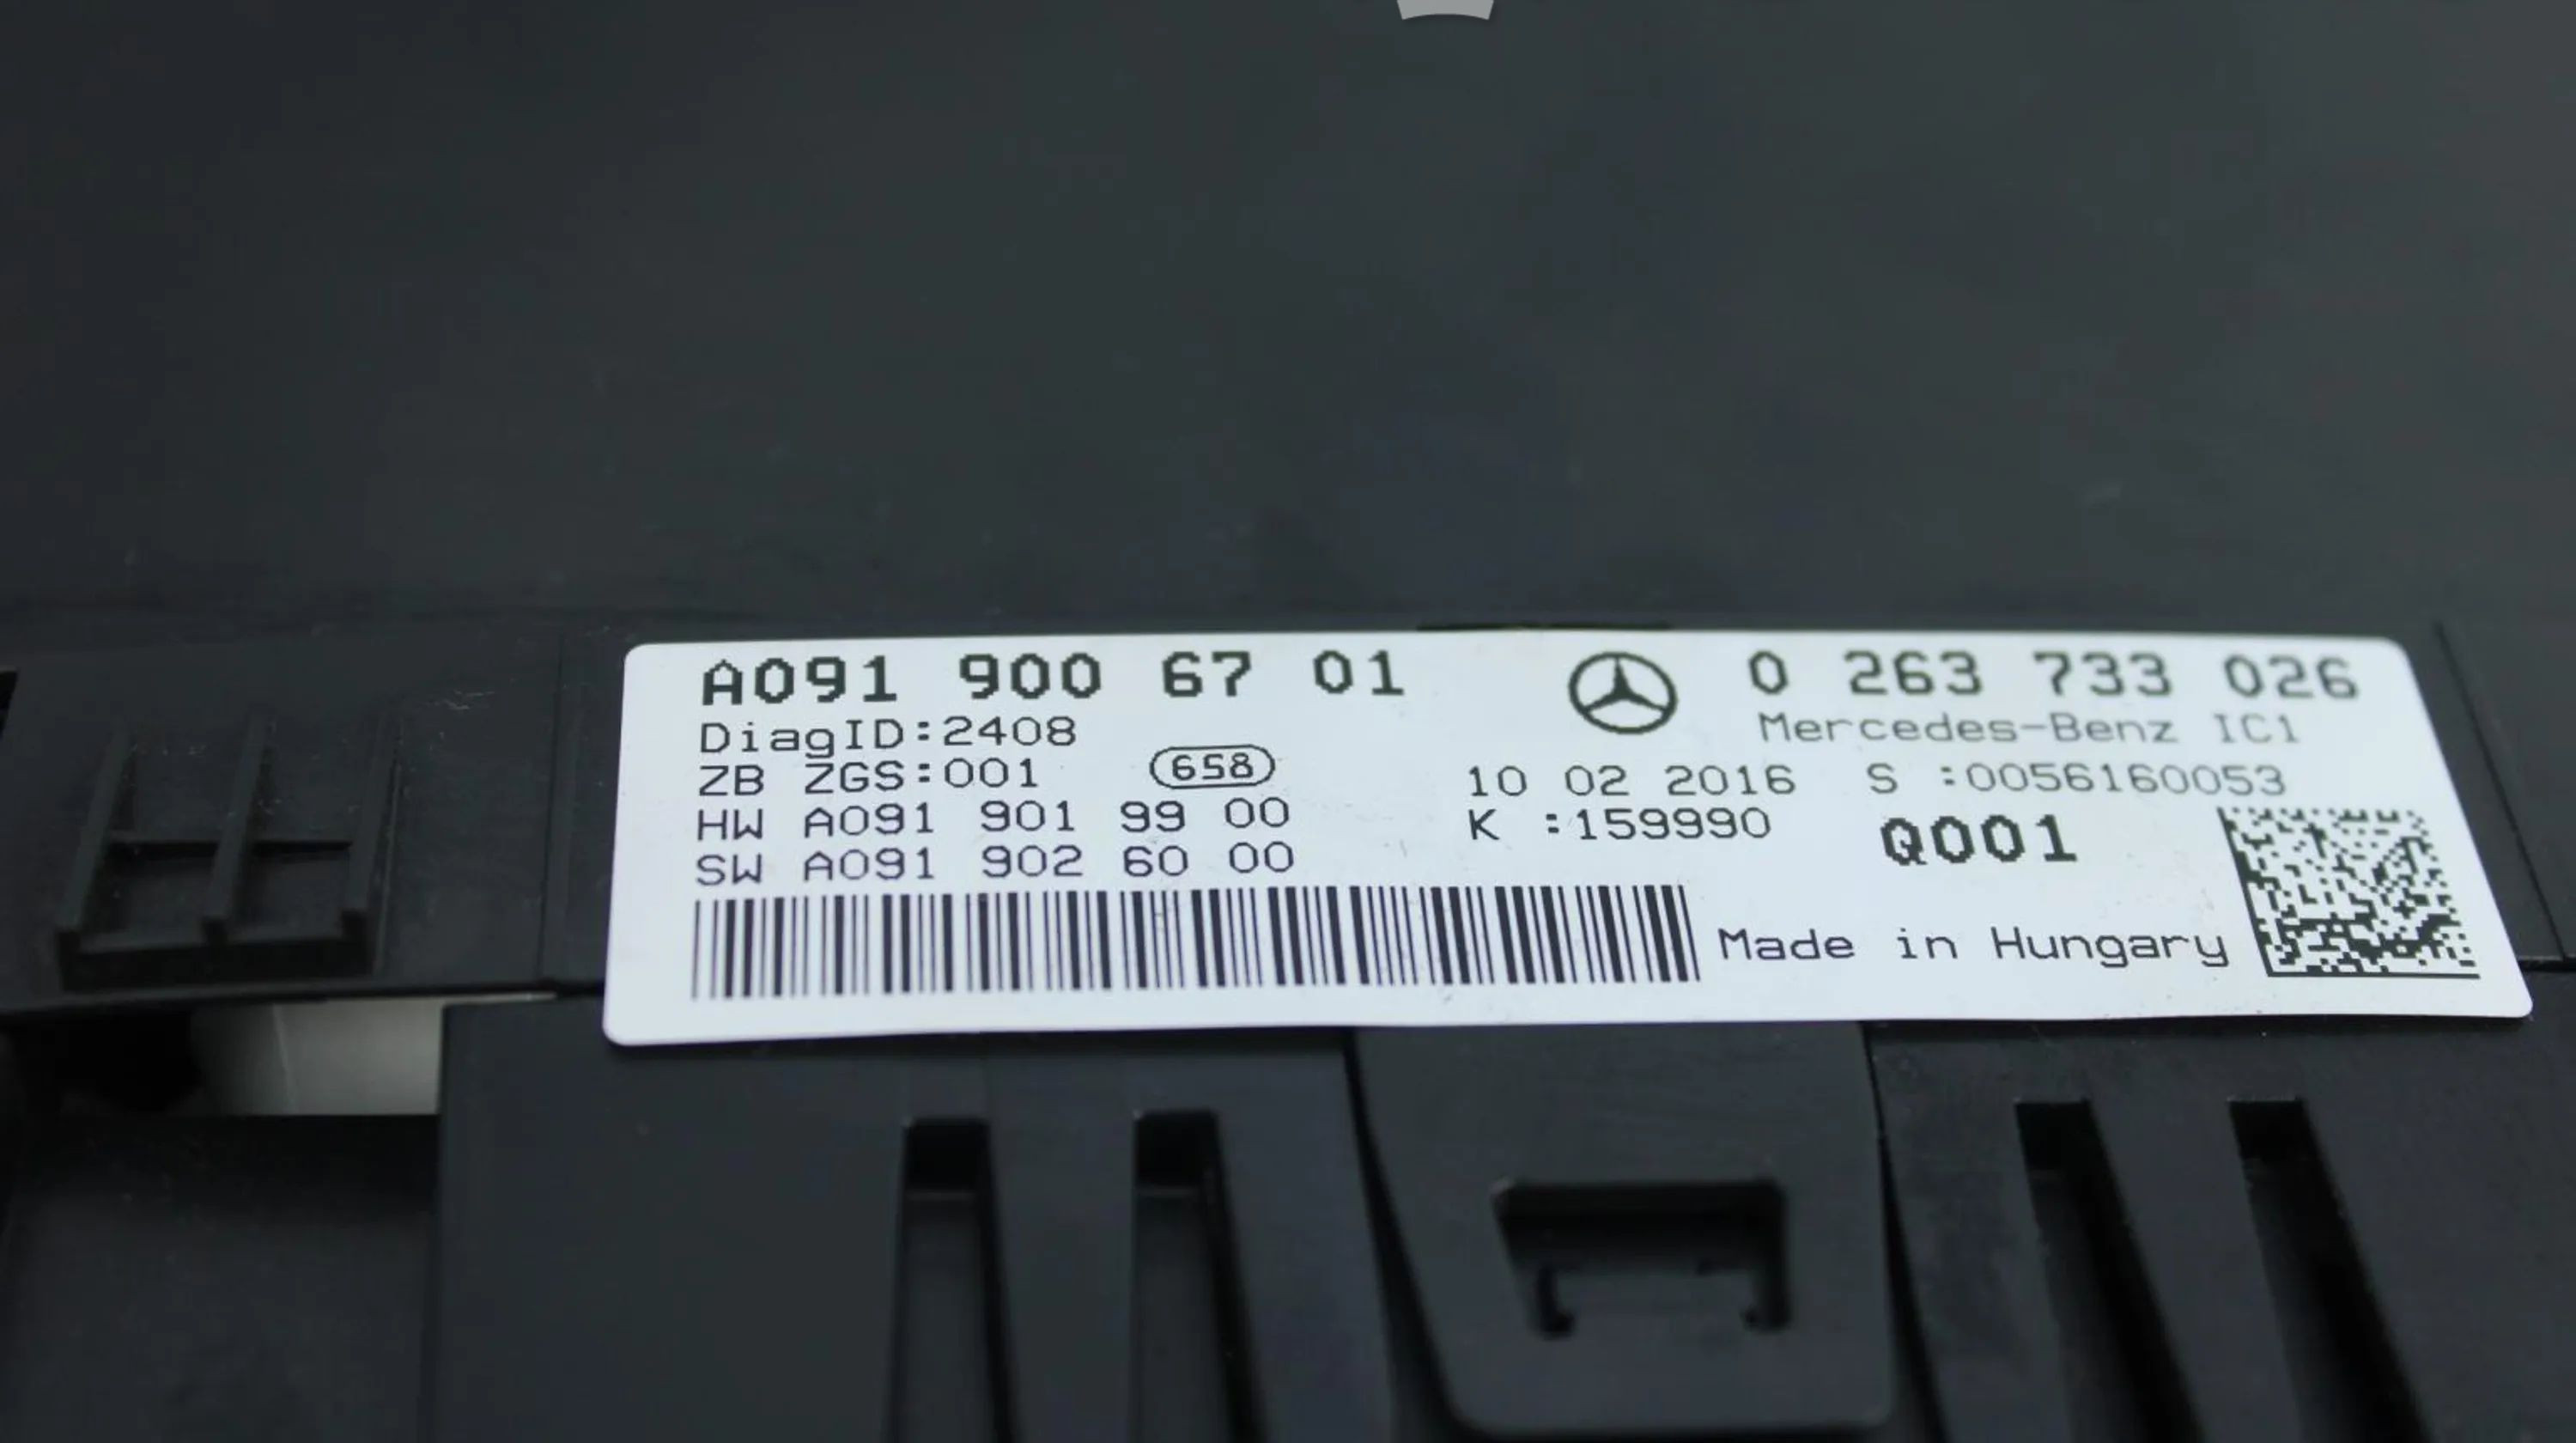 A091 900 67 01
DiagID:2408
ZB ZGS:001
658
HW A091 901 99 00
SW A091 902 60 00
0 263 733 026
Mercedes-Benz IC1
10 02 2016 S :0056160053
K :159990
Q001
Made in Hungary